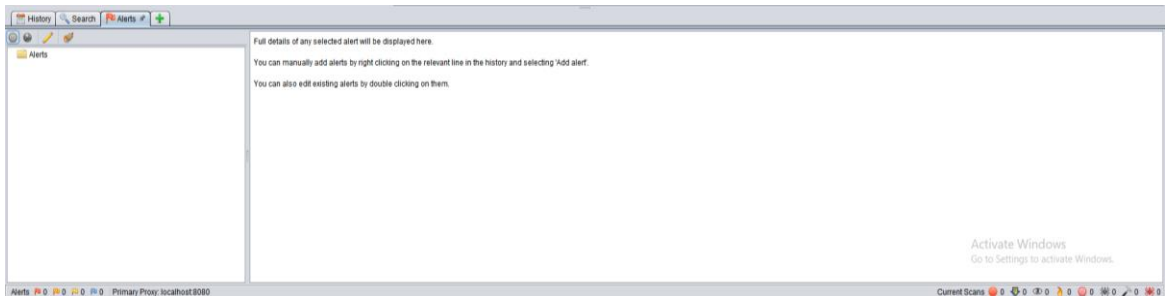 History Search Alerts
Alerts
Full details of any selected alert will be displayed here.
You can manually add alerts by right clicking on the relevant line in the history and selecting 'Add alert'.
You can also edit existing alerts by double clicking on them.
Activate Windows
Go to Settings to activate Windows.
Alerts 0 0 0 0 Primary Proxy: localhost:8080 Current Scans 0 0 0 0 0 0 0 0